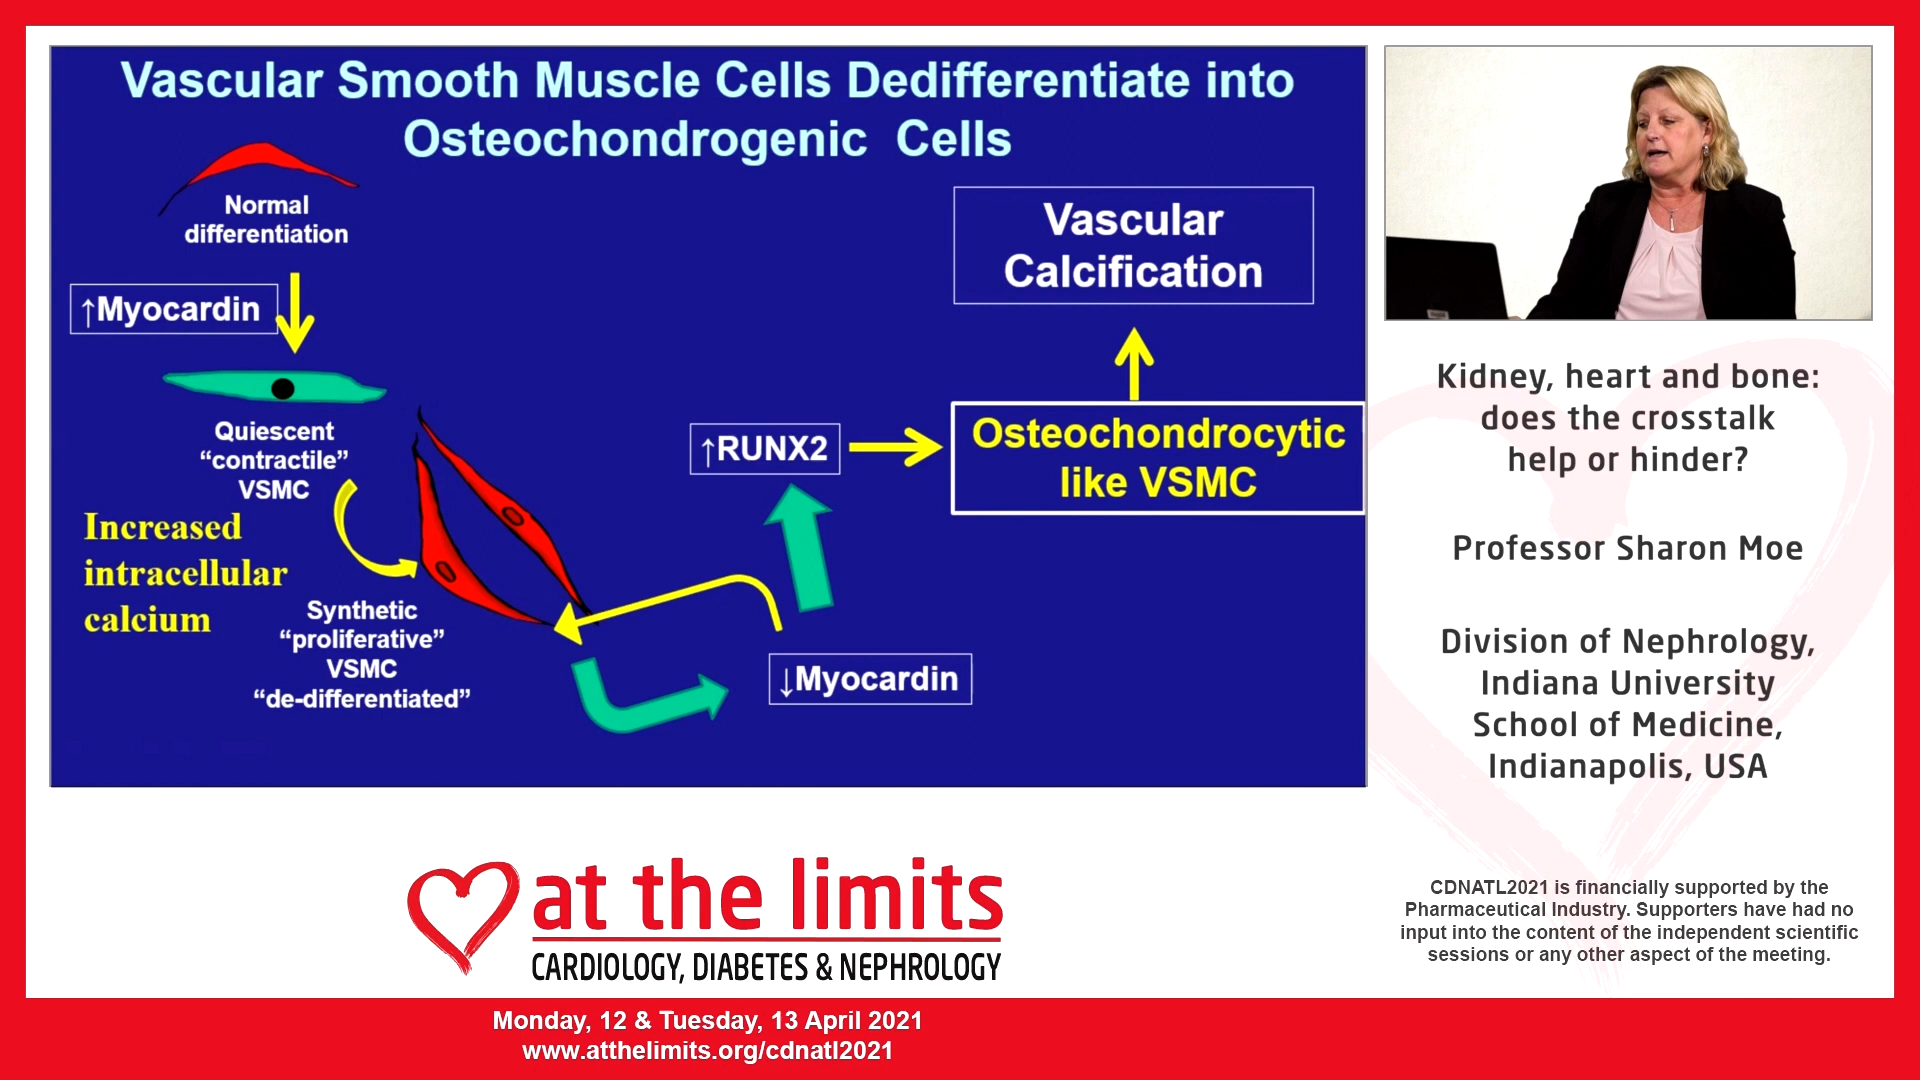 Vascular Smooth Muscle Cells Dedifferentiate into
Osteochondrogenic Cells
Normal
differentiation
↑Myocardin
Quiescent
“contractile”
VSMC
Increased
intracellular
calcium
Synthetic
“proliferative”
VSMC
“de-differentiated”
↓Myocardin
↑RUNX2
Osteochondrocytic
like VSMC
Vascular
Calcification
Kidney, heart and bone:
does the crosstalk
help or hinder?
Professor Sharon Moe
Division of Nephrology,
Indiana University
School of Medicine,
Indianapolis, USA
CDNATL2021 is financially supported by the
Pharmaceutical Industry. Supporters have had no
input into the content of the independent scientific
sessions or any other aspect of the meeting.
at the limits
CARDIOLOGY, DIABETES & NEPHROLOGY
Monday, 12 & Tuesday, 13 April 2021
www.atthelimits.org/cdnatl2021